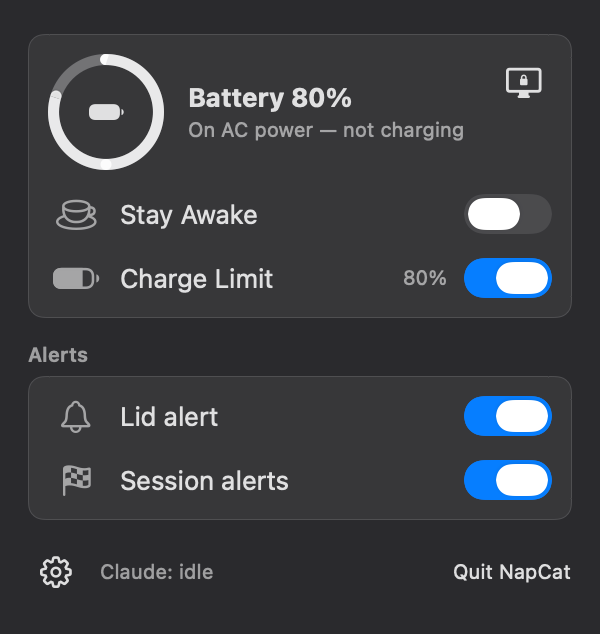 Battery 80%
On AC power — not charging
Stay Awake
Charge Limit 80%
Alerts
Lid alert
Session alerts
Claude: idle Quit NapCat